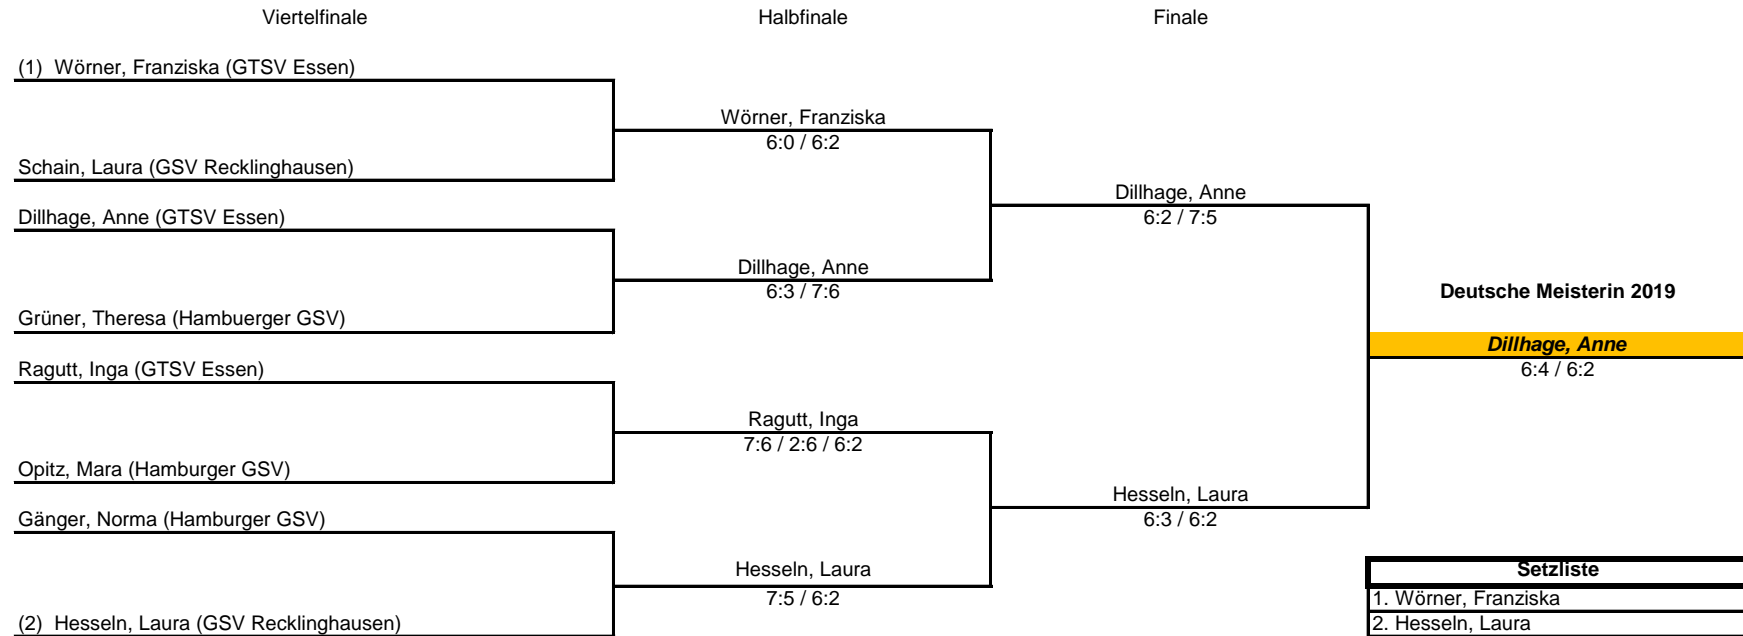 Viertelfinale Halbfinale Finale
(1) Wörner, Franziska (GTSV Essen)
Wörner, Franziska
6:0 / 6:2
Schain, Laura (GSV Recklinghausen)
Dillhage, Anne
6:2 / 7:5
Dillhage, Anne (GTSV Essen)
Dillhage, Anne
6:3 / 7:6
Deutsche Meisterin 2019
Grüner, Theresa (Hambuerger GSV)
Dillhage, Anne
6:4 / 6:2
Ragutt, Inga (GTSV Essen)
Ragutt, Inga
7:6 / 2:6 / 6:2
Opitz, Mara (Hamburger GSV)
Hesseln, Laura
6:3 / 6:2
Gänger, Norma (Hamburger GSV)
Hesseln, Laura
7:5 / 6:2
Setzliste
1. Wörner, Franziska
(2) Hesseln, Laura (GSV Recklinghausen)
2. Hesseln, Laura